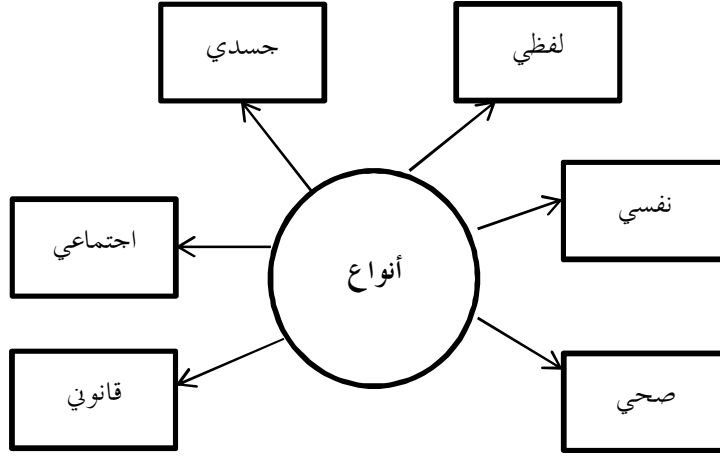 لفظي
جسدي
نفسي
اجتماعي
أنواع
صحي
قانوني